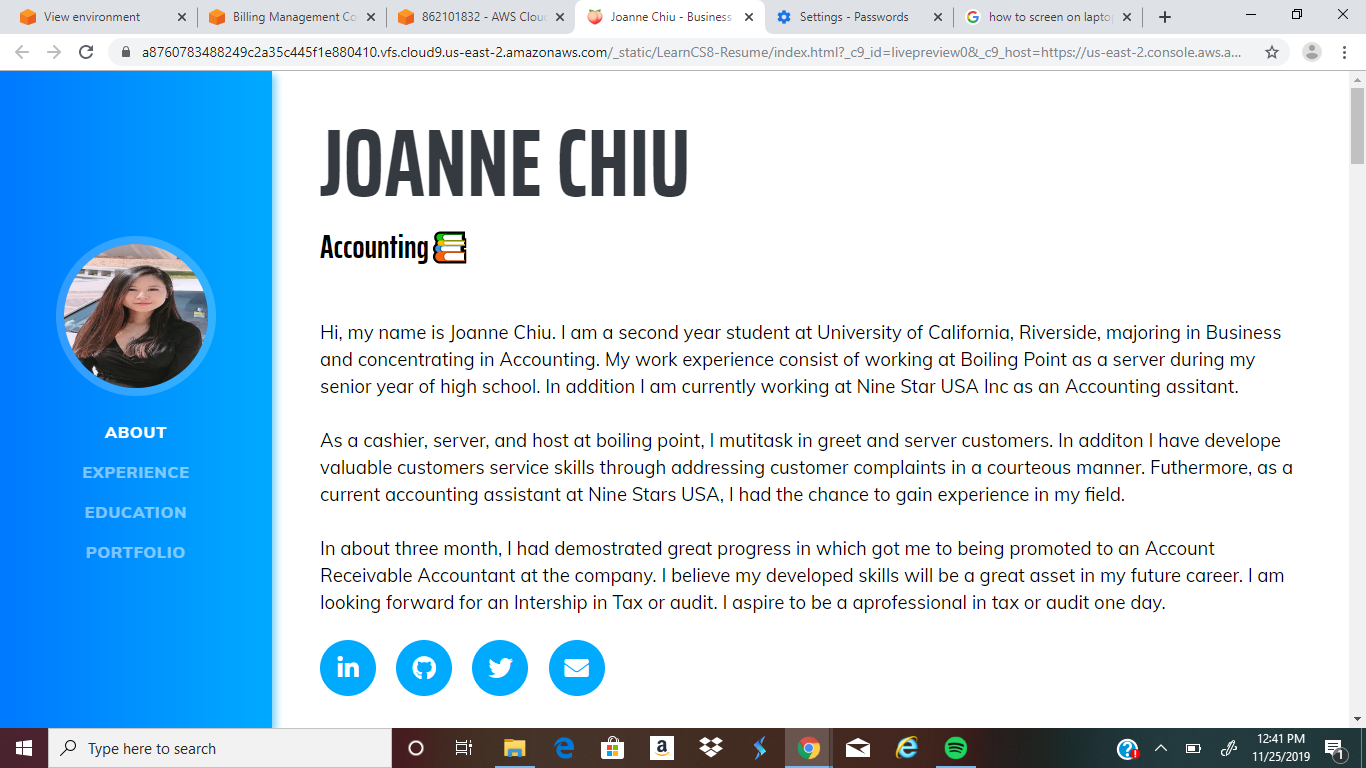 View environment
Billing Management Co
862101832 - AWS Clou
Joanne Chiu - Business
Settings - Passwords
how to screen on lapto
a8760783488249c2a35c445f1e880410.vfs.cloud9.us-east-2.amazonaws.com/_static/LearnCS8-Resume/index.html?_c9_id=livepreview0&_c9_host=https://us-east-2.console.aws.a...
JOANNE CHIU
Accounting
Hi, my name is Joanne Chiu. I am a second year student at University of California, Riverside, majoring in Business
and concentrating in Accounting. My work experience consist of working at Boiling Point as a server during my
senior year of high school. In addition I am currently working at Nine Star USA Inc as an Accounting assitant.
As a cashier, server, and host at boiling point, I mutitask in greet and server customers. In additon I have develope
valuable customers service skills through addressing customer complaints in a courteous manner. Futhermore, as a
current accounting assistant at Nine Stars USA, I had the chance to gain experience in my field.
In about three month, I had demostrated great progress in which got me to being promoted to an Account
Receivable Accountant at the company. I believe my developed skills will be a great asset in my future career. I am
looking forward for an Intership in Tax or audit. I aspire to be a aprofessional in tax or audit one day.
ABOUT
EXPERIENCE
EDUCATION
PORTFOLIO
in
Type here to search
a
12:41 PM
11/25/2019
1